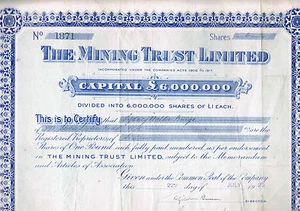 No 1871 Shares
THE MINING TRUST LIMITED
INCORPORATED UNDER THE COMPANIES ACTS 1908 TO 1917.
CAPITAL £6,000,000
DIVIDED INTO 6,000,000 SHARES OF £1 EACH.
This is to Certify
is the
Registered Proprietor of
Shares of One Pound each fully paid numbered, as per endorsement
in THE MINING TRUST LIMITED, subject to the Memorandum
and Articles of Association
Given under the Common Seal of the Company
this day of JULY